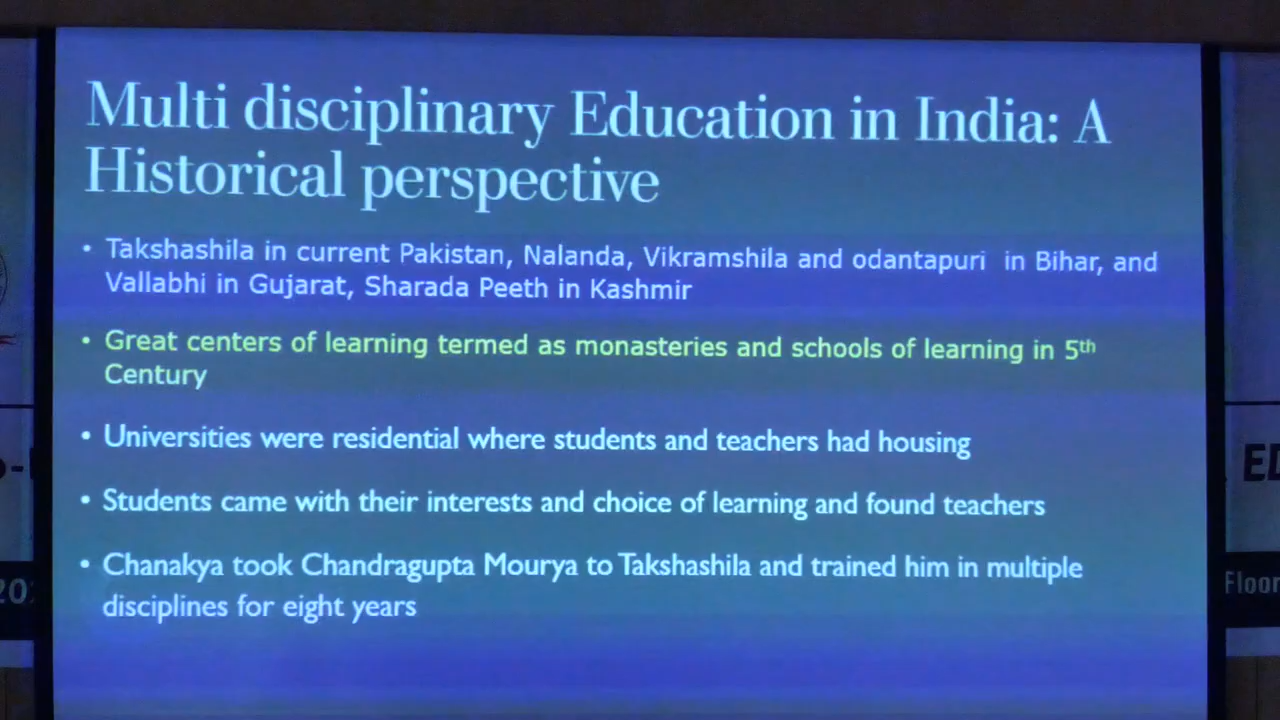 Multi disciplinary Education in India: A
Historical perspective
• Takshashila in current Pakistan, Nalanda, Vikramshila and odantapuri in Bihar, and
Vallabhi in Gujarat, Sharada Peeth in Kashmir
• Great centers of learning termed as monasteries and schools of learning in 5th
Century
• Universities were residential where students and teachers had housing
• Students came with their interests and choice of learning and found teachers
• Chanakya took Chandragupta Mourya to Takshashila and trained him in multiple
disciplines for eight years
ED
Floor